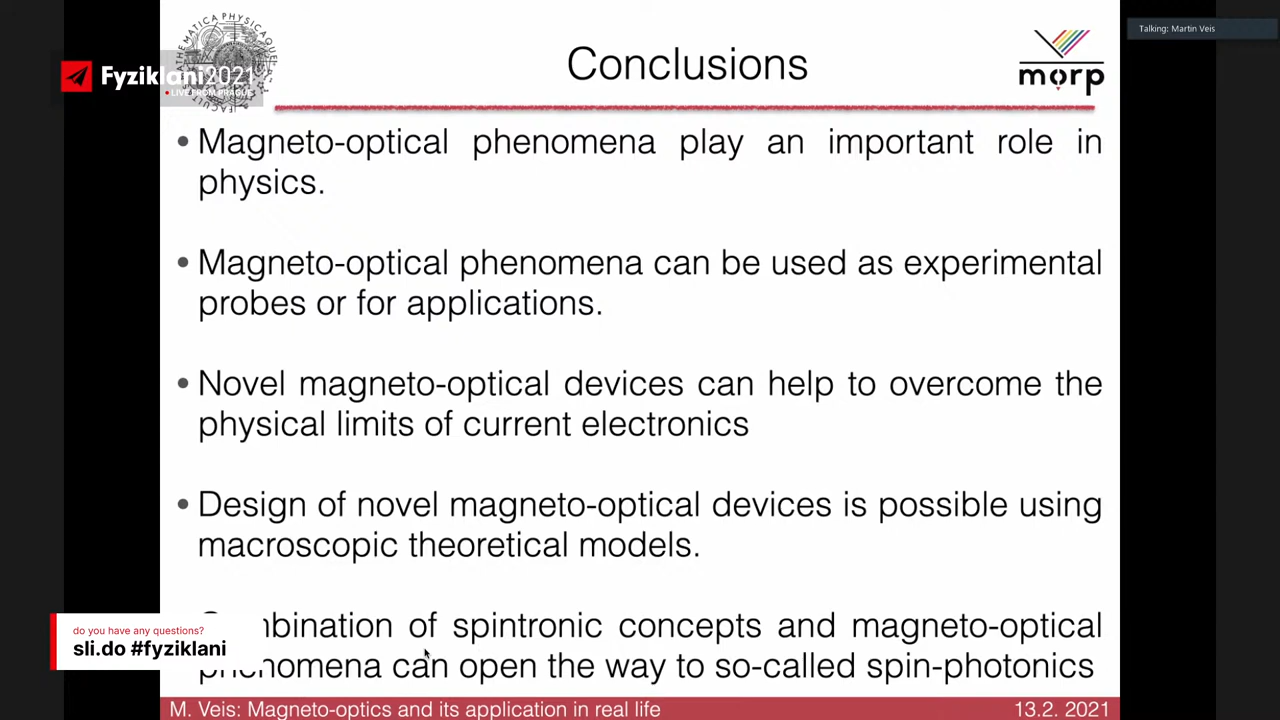 Talking: Martin Veis
Conclusions
morp
Fyziklani2021
LIVE FROM PRAGUE
• Magneto-optical phenomena play an important role in
physics.
• Magneto-optical phenomena can be used as experimental
probes or for applications.
• Novel magneto-optical devices can help to overcome the
physical limits of current electronics
• Design of novel magneto-optical devices is possible using
macroscopic theoretical models.
of spintronic concepts and magneto-optical
can open the way to so-called spin-photonics
do you have any questions?
sli.do #fyziklani
M. Veis: Magneto-optics and its application in real life
13.2. 2021